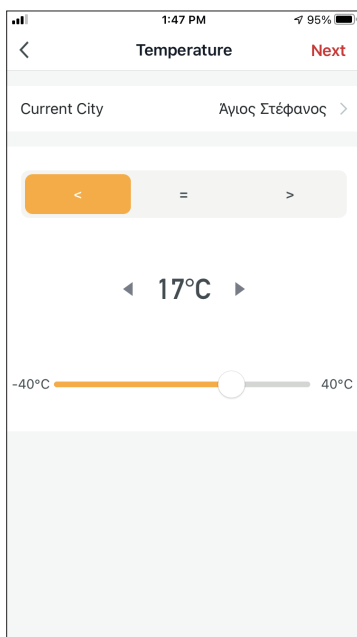 1:47 PM 95%
Temperature Next
Current City Άγιος Στέφανος >
< = >
17°C
-40°C 40°C